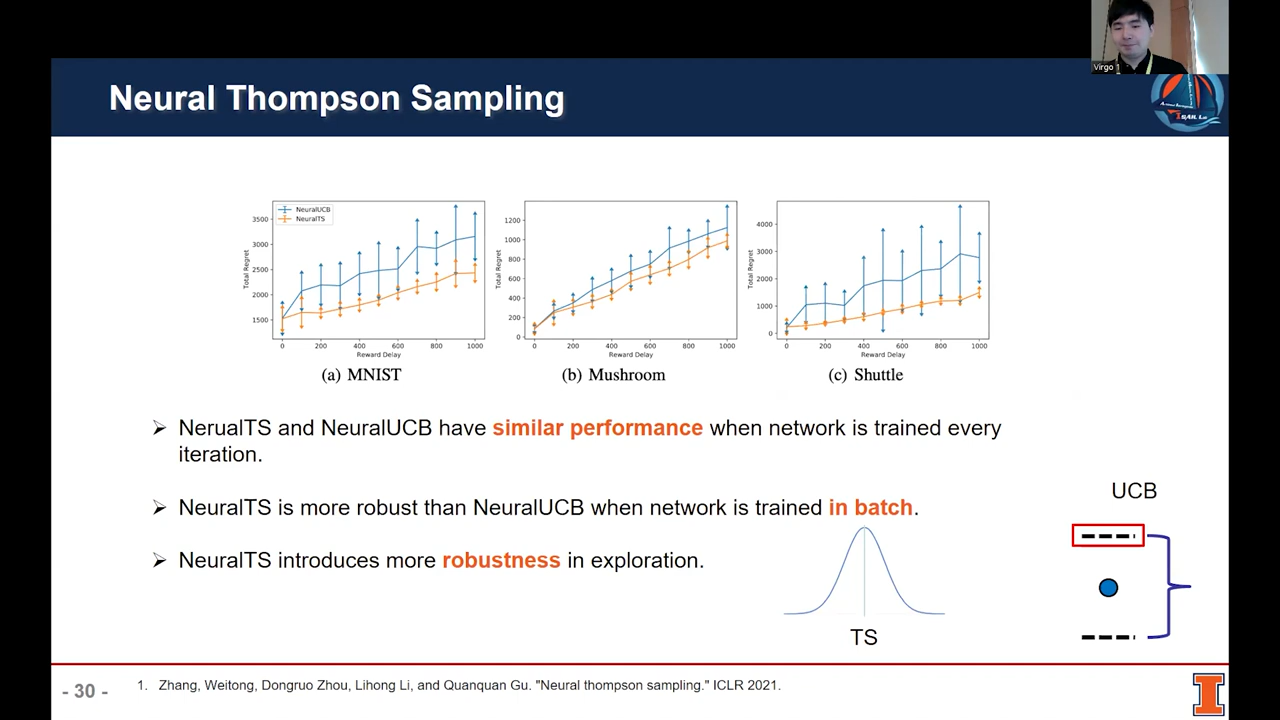 Virgo 1
Neural Thompson Sampling
NeuralUCB
NeuralTS
Total Regret
3500
3000
2500
2000
1500
0 200 400 600 800 1000
Reward Delay
(a) MNIST
Total Regret
1200
1000
800
600
400
200
0
0 200 400 600 800 1000
Reward Delay
(b) Mushroom
Total Regret
4000
3000
2000
1000
0
0 200 400 600 800 1000
Reward Delay
(c) Shuttle
NerualTS and NeuralUCB have similar performance when network is trained every
iteration.
NeuralTS is more robust than NeuralUCB when network is trained in batch.
NeuralTS introduces more robustness in exploration.
TS
UCB
- 30 -
1. Zhang, Weitong, Dongruo Zhou, Lihong Li, and Quanquan Gu. "Neural thompson sampling." ICLR 2021.